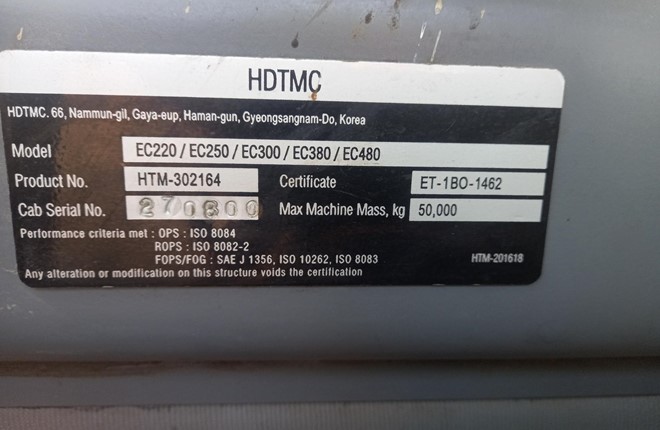 HDTMC
HDTMC. 66, Nammun-gil, Gaya-eup, Haman-gun, Gyeongsangnam-Do, Korea
Model EC220 / EC250 / EC300 / EC380 / EC480
Product No. HTM-302164 Certificate ET-1BO-1462
Cab Serial No. 270600 Max Machine Mass, kg 50,000
Performance criteria met : OPS : ISO 8084
ROPS : ISO 8082-2
FOPS/FOG : SAE J 1356, ISO 10262, ISO 8083
HTM-201618
Any alteration or modification on this structure voids the certification